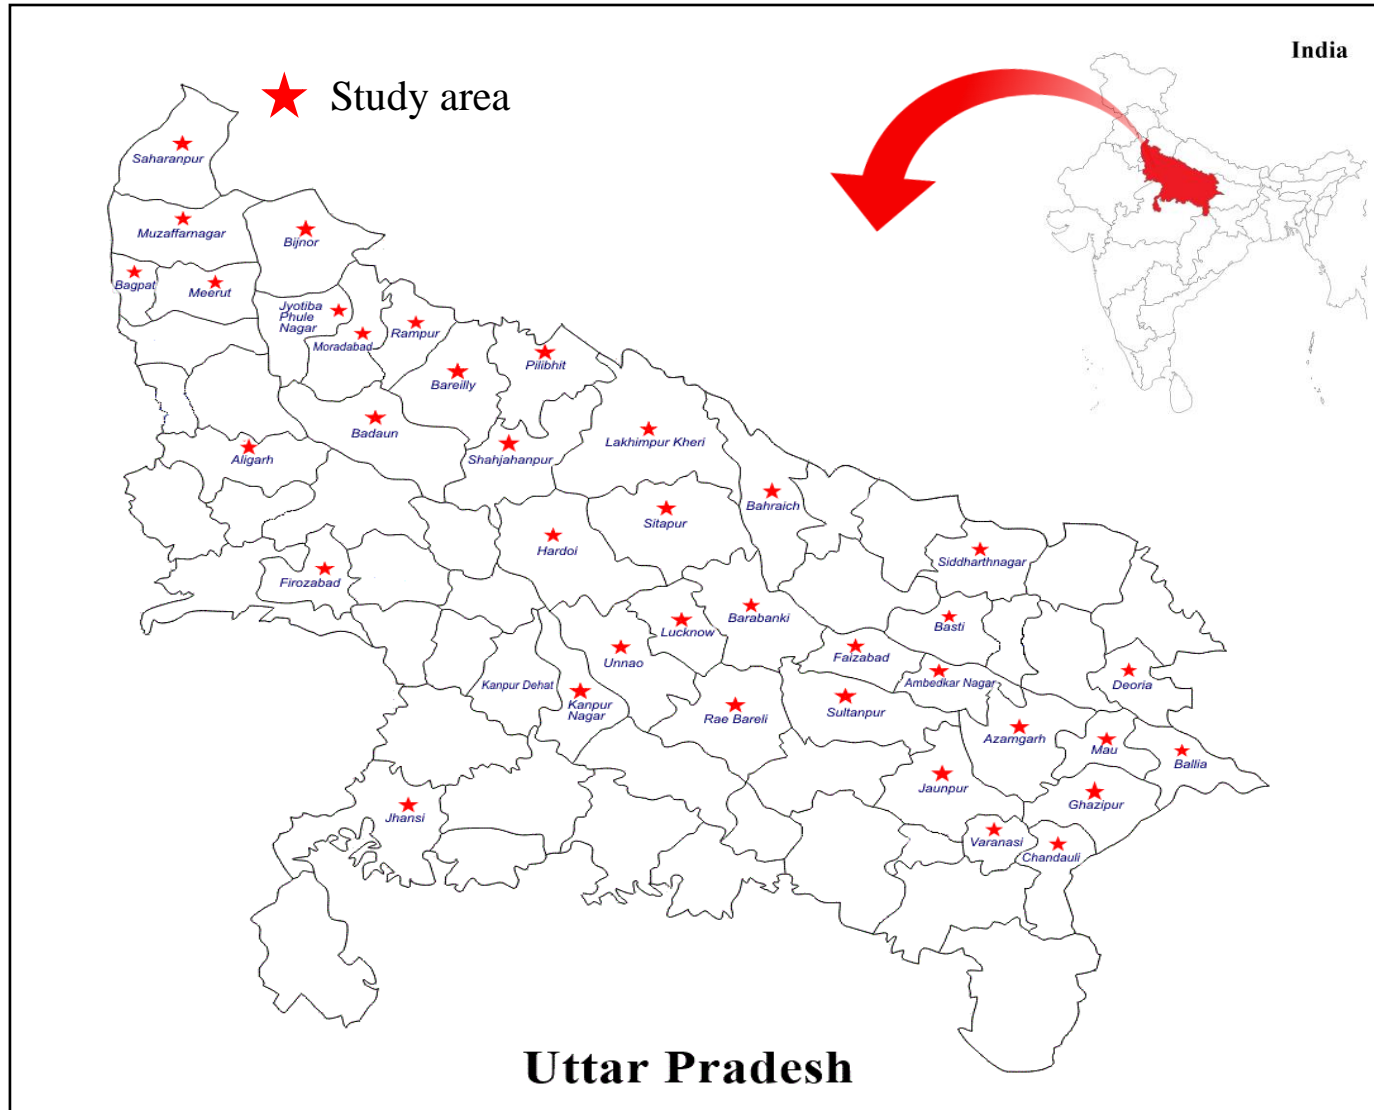 India
Study area
Saharanpur
Muzaffarnagar
Bijnor
Bagpat
Meerut
Jyotiba
Phule
Nagar
Moradabad
Rampur
Bareilly
Pilibhit
Badaun
Aligarh
Shahjahanpur
Lakhimpur Kheri
Bahraich
Sitapur
Hardoi
Siddharthnagar
Firozabad
Lucknow
Barabanki
Basti
Unnao
Faizabad
Kanpur Dehat
Kanpur
Nagar
Ambedkar Nagar
Deoria
Rae Bareli
Sultanpur
Azamgarh
Mau
Ballia
Jaunpur
Ghazipur
Jhansi
Varanasi
Chandauli
Uttar Pradesh